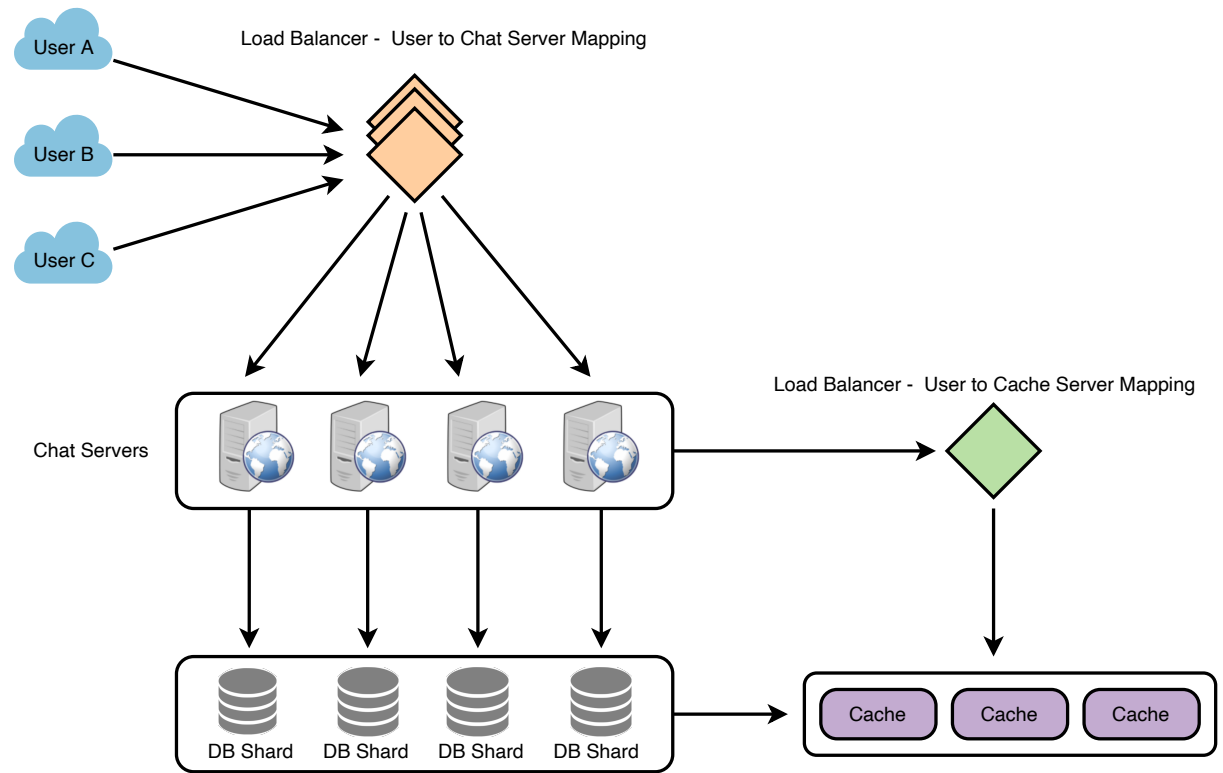 User A
Load Balancer -  User to Chat Server Mapping
User B
User C
Load Balancer -  User to Cache Server Mapping
Chat Servers
DB Shard
DB Shard
DB Shard
DB Shard
Cache
Cache
Cache